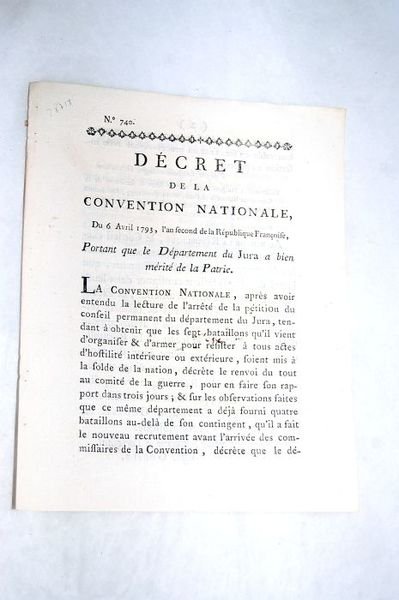 N.° 740.
DÉCRET
DE LA
CONVENTION NATIONALE,
Du 6 Avril 1793, l'an second de la République Françoise,
Portant que le Département du Jura a bien
mérité de la Patrie.
LA CONVENTION NATIONALE, après avoir
entendu la lecture de l'arrêté de la pétition du
conseil permanent du département du Jura, ten-
dant à obtenir que les sept bataillons qu'il vient
d'organiser & d'armer pour résister à tous actes
d'hostilité intérieure ou extérieure, soient mis à
la solde de la nation, décrète le renvoi du tout
au comité de la guerre, pour en faire son rap-
port dans trois jours; & sur les observations faites
que ce même département a déjà fourni quatre
bataillons au-delà de son contingent, qu'il a fait
le nouveau recrutement avant l'arrivée des com-
missaires de la Convention, décrète que le dé-